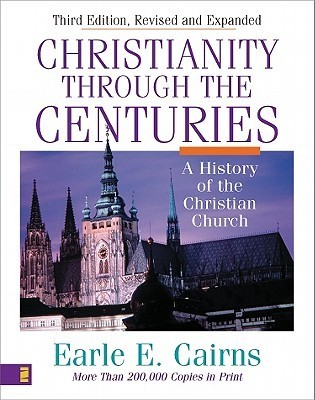 Third Edition, Revised and Expanded
CHRISTIANITY
THROUGH THE
CENTURIES
A History
of the
Christian
Church
Earle E. Cairns
More Than 200,000 Copies in Print